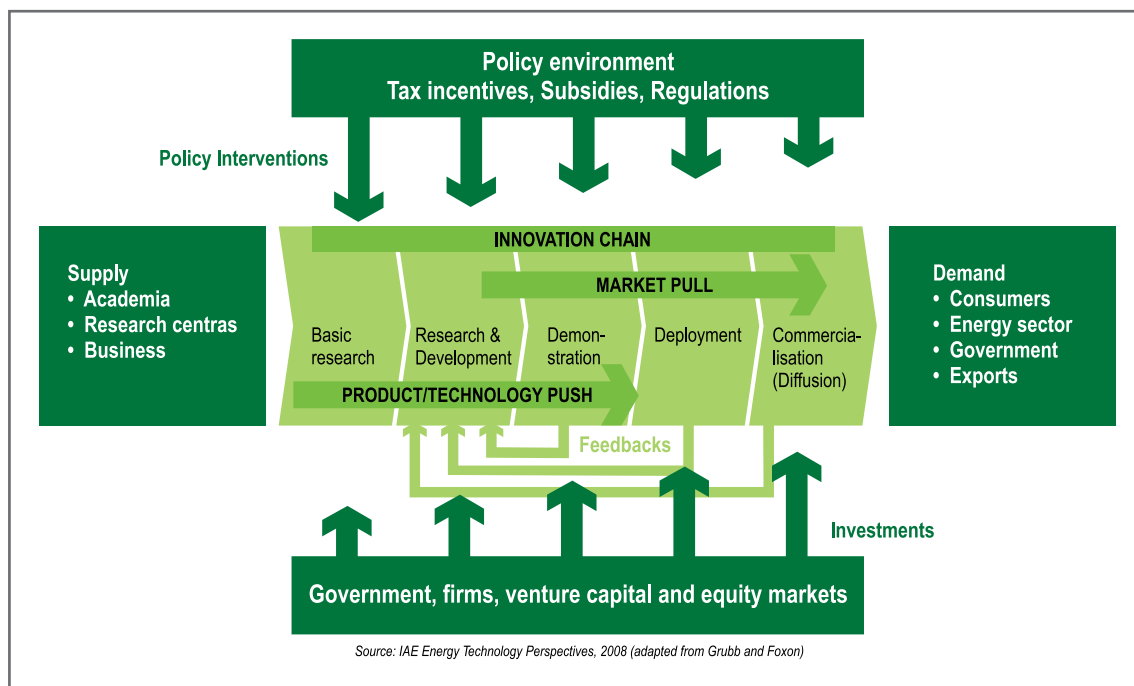 Policy environment
Tax incentives, Subsidies, Regulations
Policy Interventions
Supply
• Academia
• Research centras
• Business
INNOVATION CHAIN
MARKET PULL
Basic
research
Research &
Development
Demon-
stration
Deployment
Commercia-
lisation
(Diffusion)
PRODUCT/TECHNOLOGY PUSH
Demand
• Consumers
• Energy sector
• Government
• Exports
Feedbacks
Investments
Government, firms, venture capital and equity markets
Source: IAE Energy Technology Perspectives, 2008 (adapted from Grubb and Foxon)